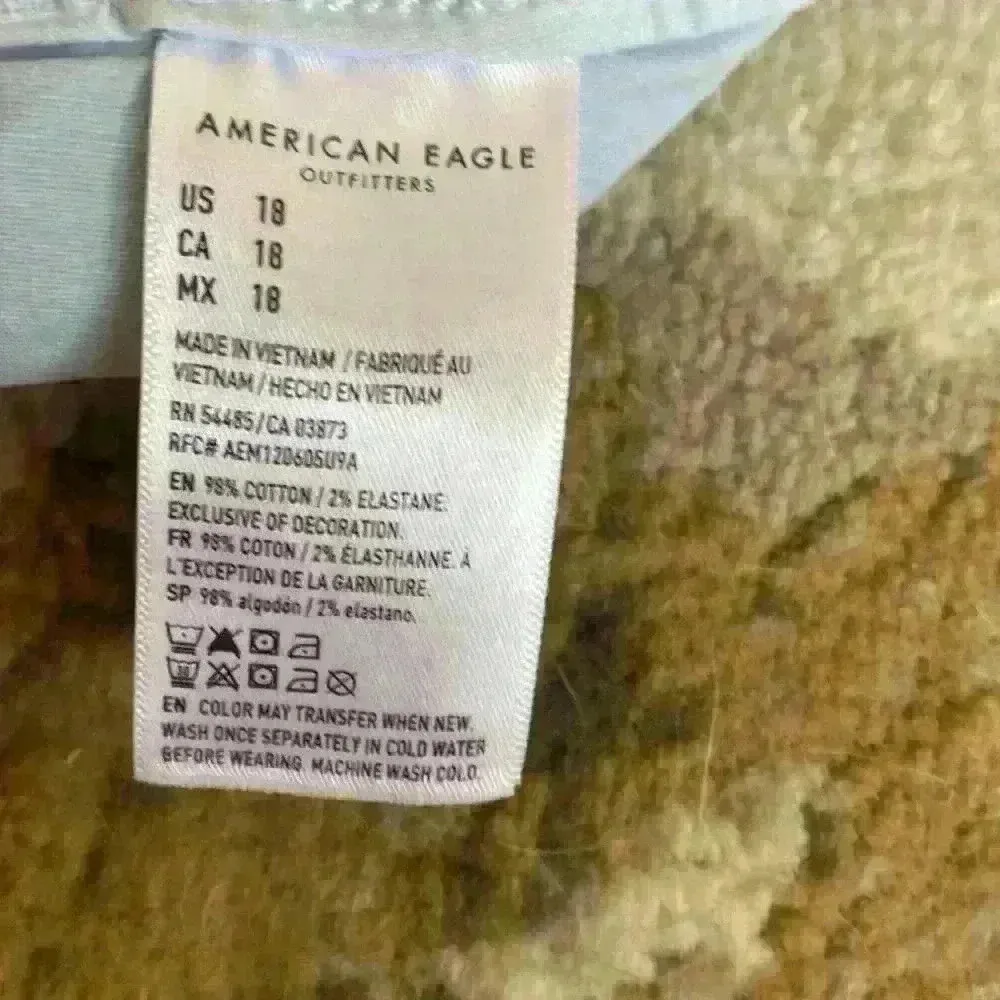 AMERICAN EAGLE
OUTFITTERS
US 18
CA 18
MX 18
MADE IN VIETNAM / FABRIQUÉ AU
VIETNAM / HECHO EN VIETNAM
RN 54485 / CA 03873
RFC# AEM120605U9A
EN 98% COTTON / 2% ELASTANE.
EXCLUSIVE OF DECORATION.
FR 98% COTON / 2% ÉLASTHANNE. À
L'EXCEPTION DE LA GARNITURE.
SP 98% algodón / 2% elastano.
EN COLOR MAY TRANSFER WHEN NEW.
WASH ONCE SEPARATELY IN COLD WATER
BEFORE WEARING. MACHINE WASH COLD.